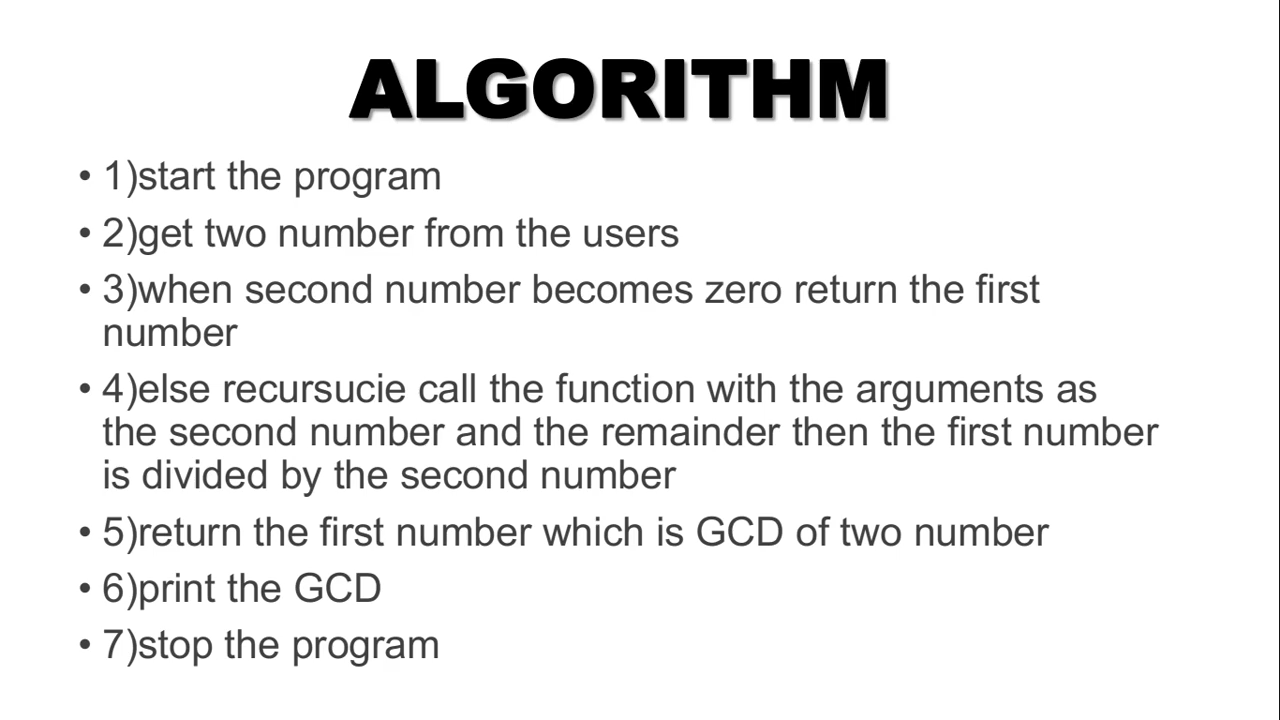 ALGORITHM
• 1)start the program
• 2)get two number from the users
• 3)when second number becomes zero return the first
number
• 4)else recursucie call the function with the arguments as
the second number and the remainder then the first number
is divided by the second number
• 5)return the first number which is GCD of two number
• 6)print the GCD
• 7)stop the program